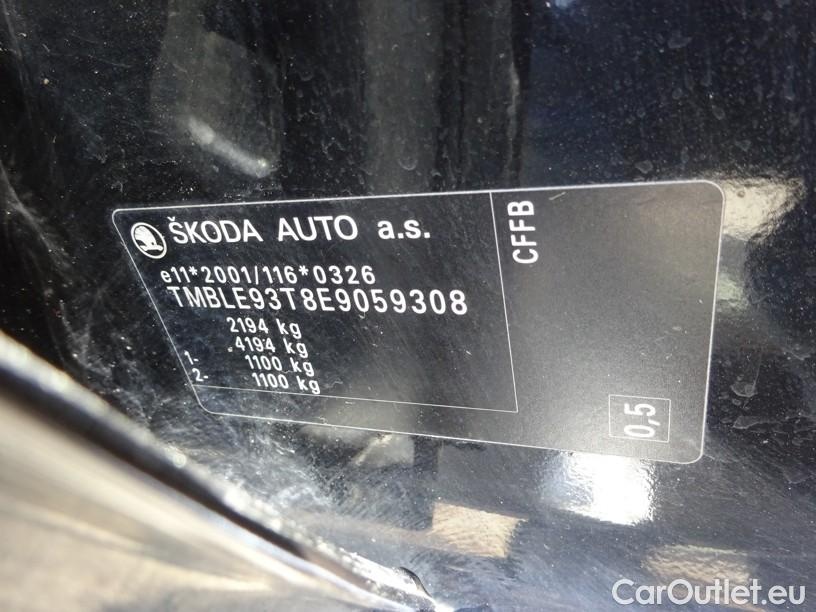 ŠKODA AUTO a.s.
e11*2001/116*0326
TMBLE93T8E9059308
2194 kg
4194 kg
1- 1100 kg
2- 1100 kg
CFFB
0,5
CarOutlet.eu